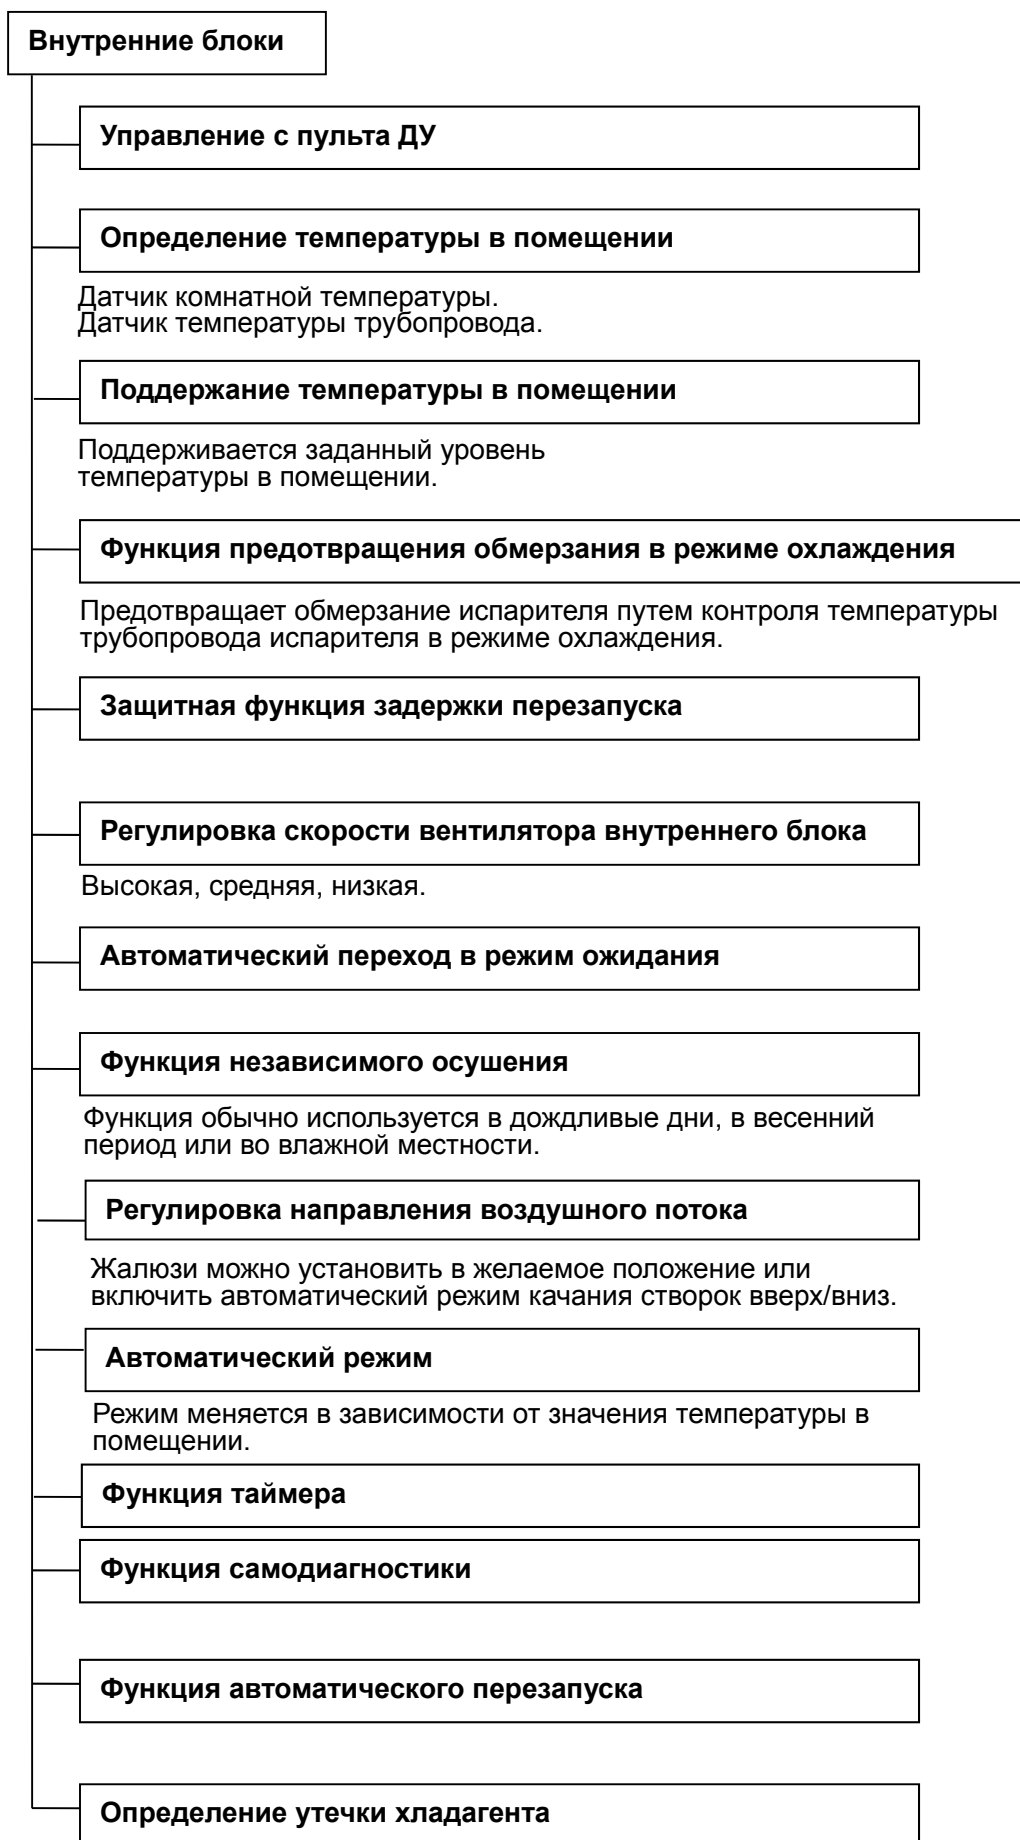 Внутренние блоки
Управление с пульта ДУ
Определение температуры в помещении
Датчик комнатной температуры.
Датчик температуры трубопровода.
Поддержание температуры в помещении
Поддерживается заданный уровень
температуры в помещении.
Функция предотвращения обмерзания в режиме охлаждения
Предотвращает обмерзание испарителя путем контроля температуры
трубопровода испарителя в режиме охлаждения.
Защитная функция задержки перезапуска
Регулировка скорости вентилятора внутреннего блока
Высокая, средняя, низкая.
Автоматический переход в режим ожидания
Функция независимого осушения
Функция обычно используется в дождливые дни, в весенний
период или во влажной местности.
Регулировка направления воздушного потока
Жалюзи можно установить в желаемое положение или
включить автоматический режим качания створок вверх/вниз.
Автоматический режим
Режим меняется в зависимости от значения температуры в
помещении.
Функция таймера
Функция самодиагностики
Функция автоматического перезапуска
Определение утечки хладагента